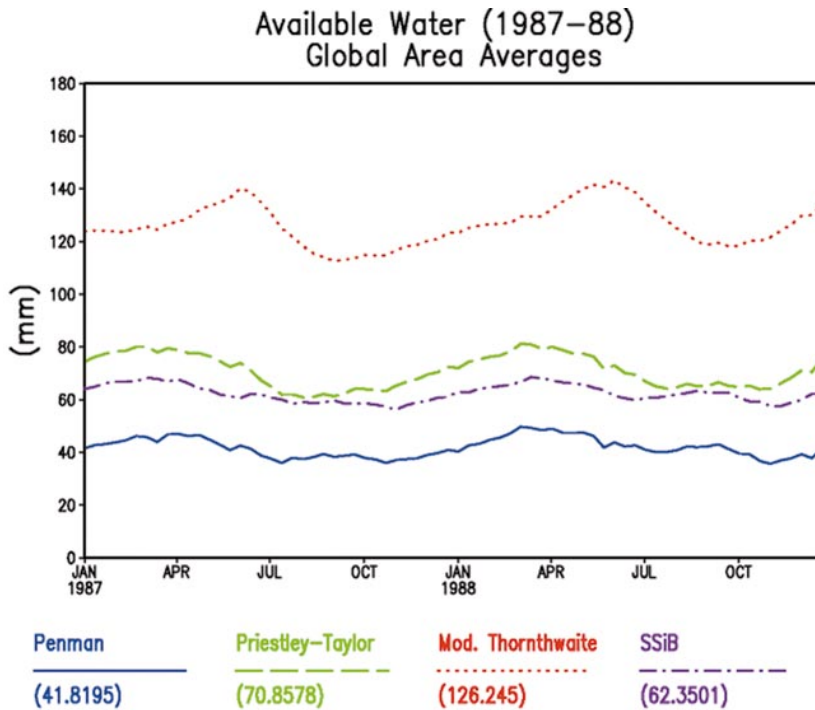 Available Water (1987-88)
Global Area Averages
180
160
140
120
100
80
60
40
20
0
(mm)
JAN APR JUL OCT JAN APR JUL OCT
1987 1988
Penman Priestley-Taylor Mod. Thornthwaite SSiB
(41.8195) (70.8578) (126.245) (62.3501)